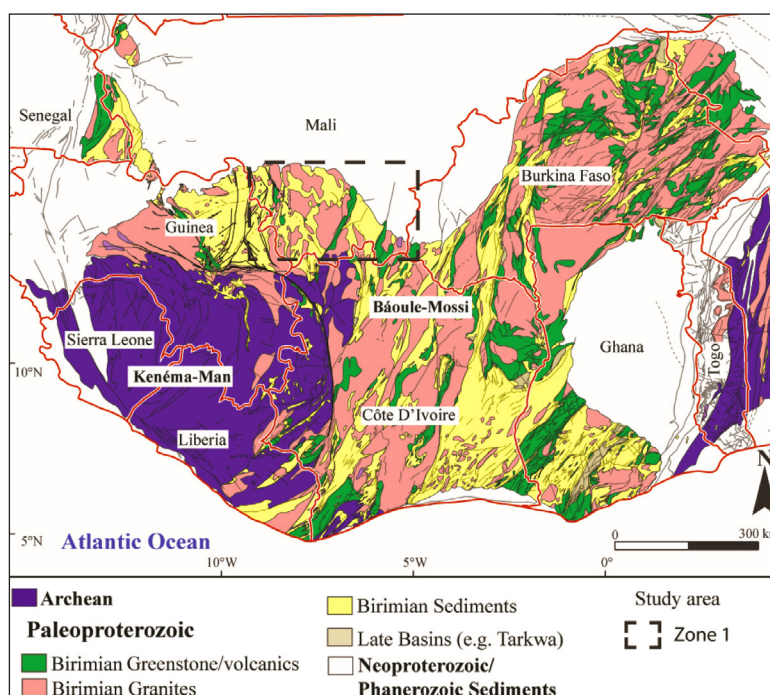 Senegal
Mali
Burkina Faso
Guinea
Báoule-Mossi
Sierra Leone
Ghana
Togo
10°N
Kenéma-Man
Côte D'Ivoire
Liberia
N
5°N
Atlantic Ocean
0 300 km
10°W 5°W 0°
Archean
Paleoproterozoic
Birimian Greenstone/volcanics
Birimian Granites
Birimian Sediments
Late Basins (e.g. Tarkwa)
Neoproterozoic/
Phanerozoic Sediments
Study area
Zone 1